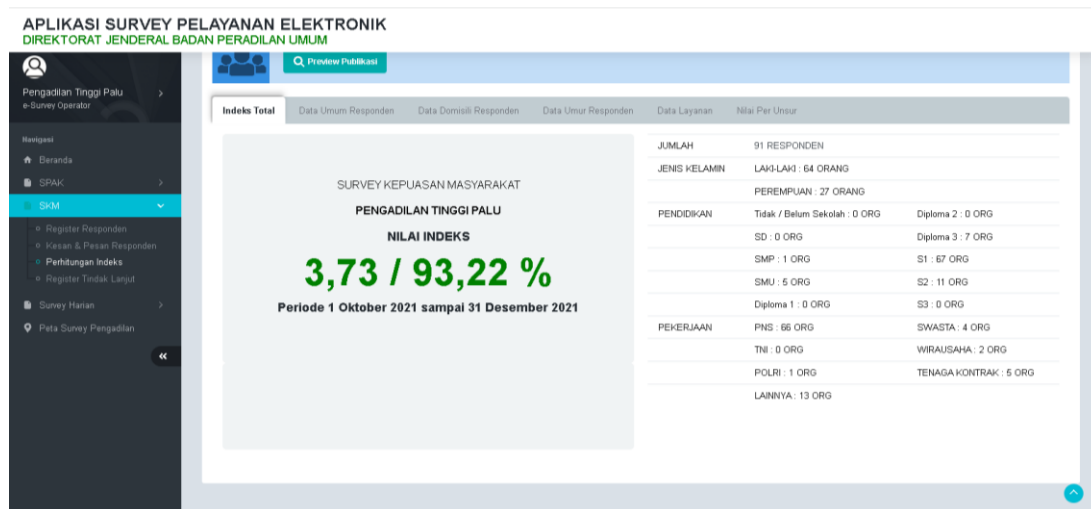 APLIKASI SURVEY PELAYANAN ELEKTRONIK
DIREKTORAT JENDERAL BADAN PERADILAN UMUM
Pengadilan Tinggi Palu
e-Survey Operator
Navigasi
Beranda
SPAK
SKM
Register Responden
Kesan & Pesan Responden
Perhitungan Indeks
Register Tindak Lanjut
Survey Harian
Peta Survey Pengadilan
Preview Publikasi
Indeks Total Data Umum Responden Data Domisili Responden Data Umur Responden Data Layanan Nilai Per Unsur
SURVEY KEPUASAN MASYARAKAT
PENGADILAN TINGGI PALU
NILAI INDEKS
3,73 / 93,22 %
Periode 1 Oktober 2021 sampai 31 Desember 2021
JUMLAH 91 RESPONDEN
JENIS KELAMIN LAKI-LAKI : 64 ORANG
PEREMPUAN : 27 ORANG
PENDIDIKAN Tidak / Belum Sekolah : 0 ORG Diploma 2 : 0 ORG
SD : 0 ORG Diploma 3 : 7 ORG
SMP : 1 ORG S1 : 67 ORG
SMU : 5 ORG S2 : 11 ORG
Diploma 1 : 0 ORG S3 : 0 ORG
PEKERJAAN PNS : 66 ORG SWASTA : 4 ORG
TNI : 0 ORG WIRAUSAHA : 2 ORG
POLRI : 1 ORG TENAGA KONTRAK : 5 ORG
LAINNYA : 13 ORG